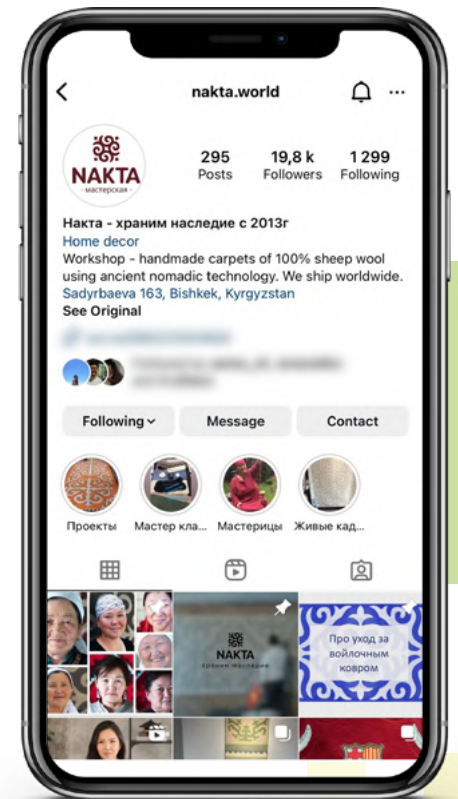 nakta.world
...
NAKTA
· мастерская ·
295
Posts
19,8 k
Followers
1 299
Following
Накта - храним наследие с 2013г
Home decor
Workshop - handmade carpets of 100% sheep wool
using ancient nomadic technology. We ship worldwide.
Sadyrbaeva 163, Bishkek, Kyrgyzstan
See Original
Following
Message
Contact
Проекты
Мастер кла...
Мастерицы
Живые кад...
NAKTA
Храним наследие
Про уход за
войлочным
ковром